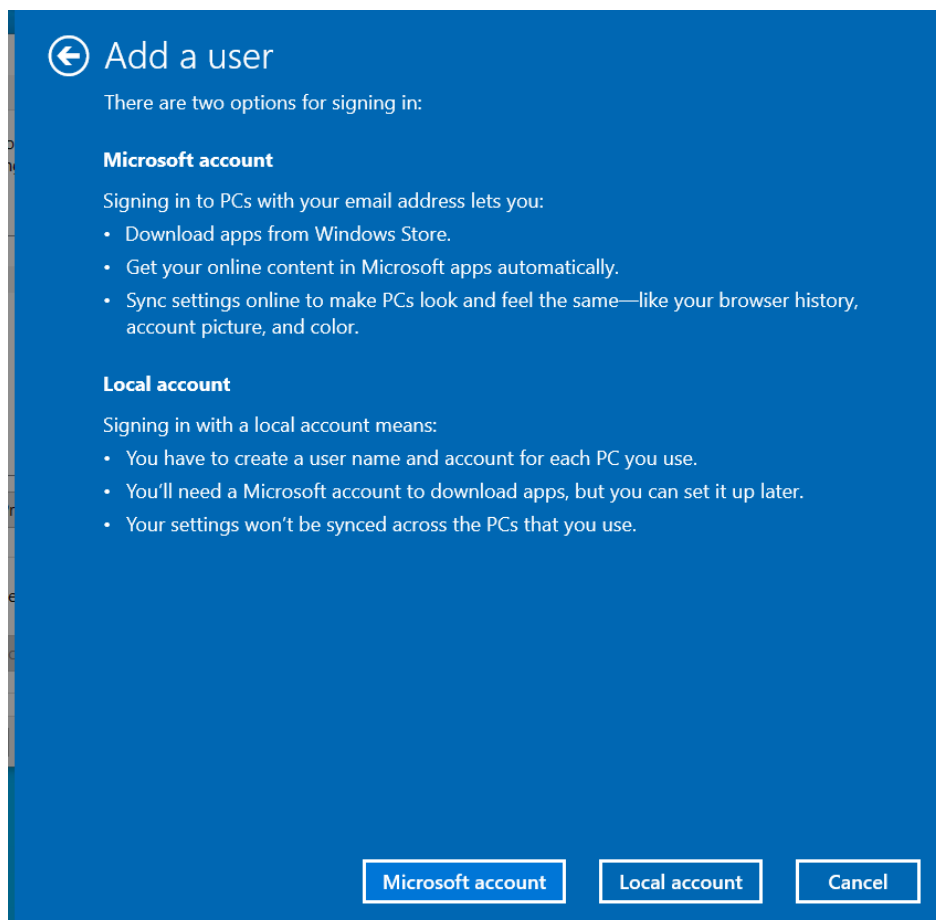 Add a user
There are two options for signing in:
Microsoft account
Signing in to PCs with your email address lets you:
• Download apps from Windows Store.
• Get your online content in Microsoft apps automatically.
• Sync settings online to make PCs look and feel the same—like your browser history,
account picture, and color.
Local account
Signing in with a local account means:
• You have to create a user name and account for each PC you use.
• You’ll need a Microsoft account to download apps, but you can set it up later.
• Your settings won’t be synced across the PCs that you use.
Microsoft account Local account Cancel